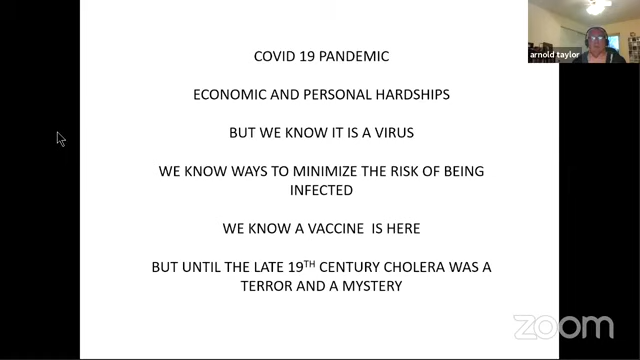 arnold taylor
COVID 19 PANDEMIC
ECONOMIC AND PERSONAL HARDSHIPS
BUT WE KNOW IT IS A VIRUS
WE KNOW WAYS TO MINIMIZE THE RISK OF BEING
INFECTED
WE KNOW A VACCINE IS HERE
BUT UNTIL THE LATE 19TH CENTURY CHOLERA WAS A
TERROR AND A MYSTERY
zoom